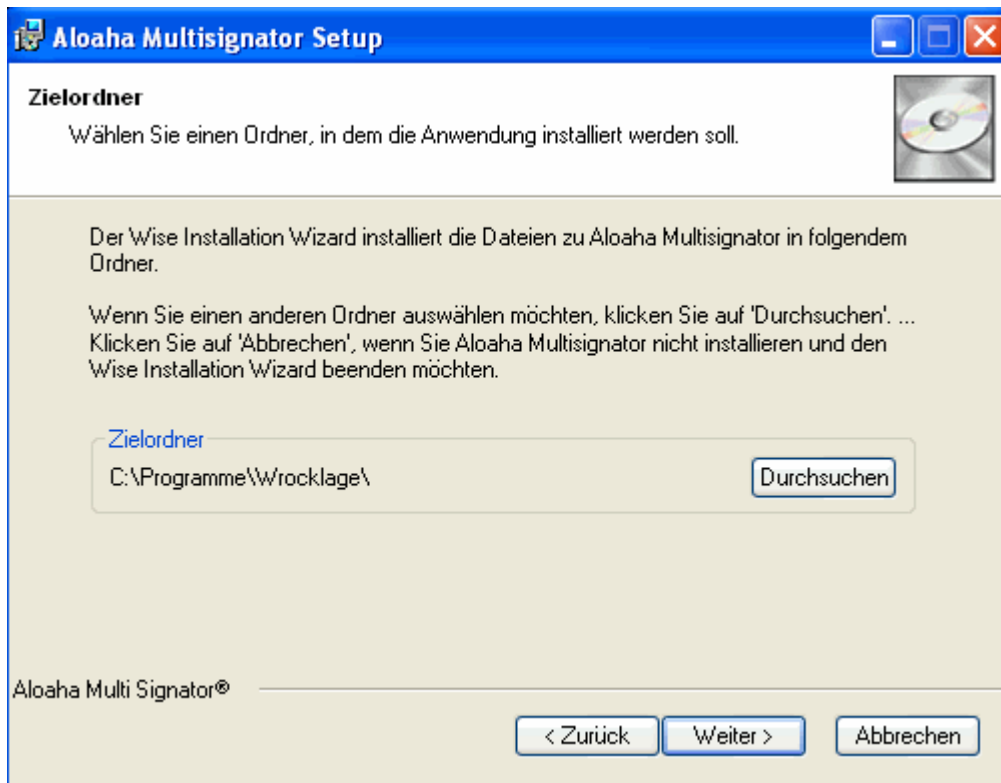 Aloaha Multisignator Setup
Zielordner
Wählen Sie einen Ordner, in dem die Anwendung installiert werden soll.
Der Wise Installation Wizard installiert die Dateien zu Aloaha Multisignator in folgendem
Ordner.
Wenn Sie einen anderen Ordner auswählen möchten, klicken Sie auf 'Durchsuchen'. ...
Klicken Sie auf 'Abbrechen', wenn Sie Aloaha Multisignator nicht installieren und den
Wise Installation Wizard beenden möchten.
Zielordner
C:\Programme\Wrocklage\
Durchsuchen
Aloaha Multi Signator®
< Zurück
Weiter >
Abbrechen